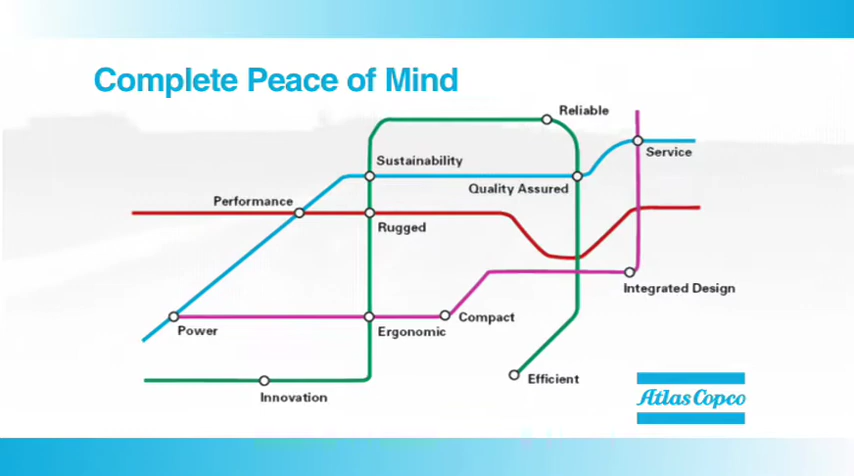 Complete Peace of Mind
Reliable
Service
Sustainability
Quality Assured
Performance
Rugged
Integrated Design
Power
Ergonomic
Compact
Efficient
Innovation
Atlas Copco